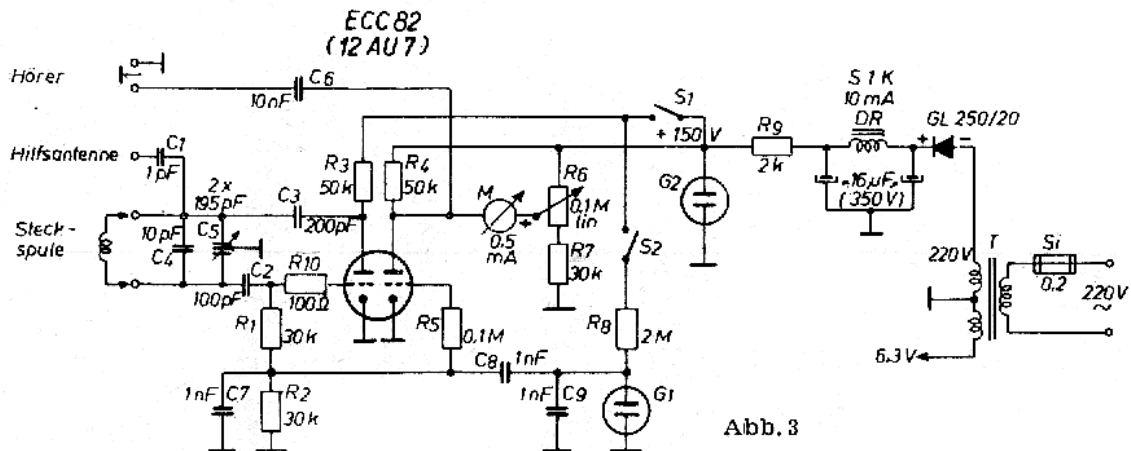 ECC 82
(12 AU 7)
Hörer
C6
10nF
S1
+ 150 V
S 1 K
10 mA
DR
GL 250/20
+ −
R9
2k
Hilfsantenne
C1
1pF
R3
50k
R4
50k
2 x
195pF
C3
200pF
M
+
0.5
mA
R6
0,1M
lin
G2
16µF
(350V)
Steck-
spule
10pF
C4
C5
C2
100pF
R10
100Ω
R7
30k
S2
220V
T
Si
0.2
220V
~
R1
30k
R5
0,1M
R8
2M
6.3V
C8
1nF
1nF
C7
R2
30k
1nF
C9
G1
Abb. 3